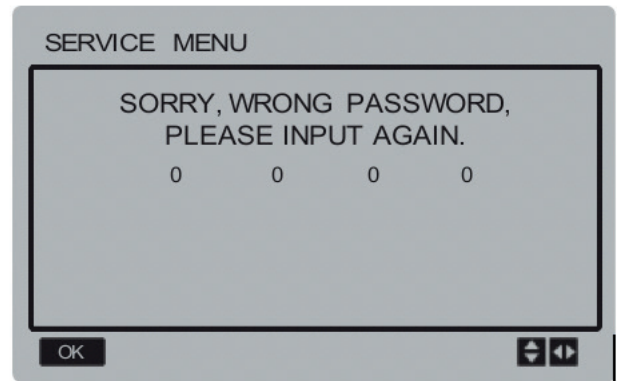 SERVICE MENU
SORRY, WRONG PASSWORD,
PLEASE INPUT AGAIN.
0 0 0 0
OK